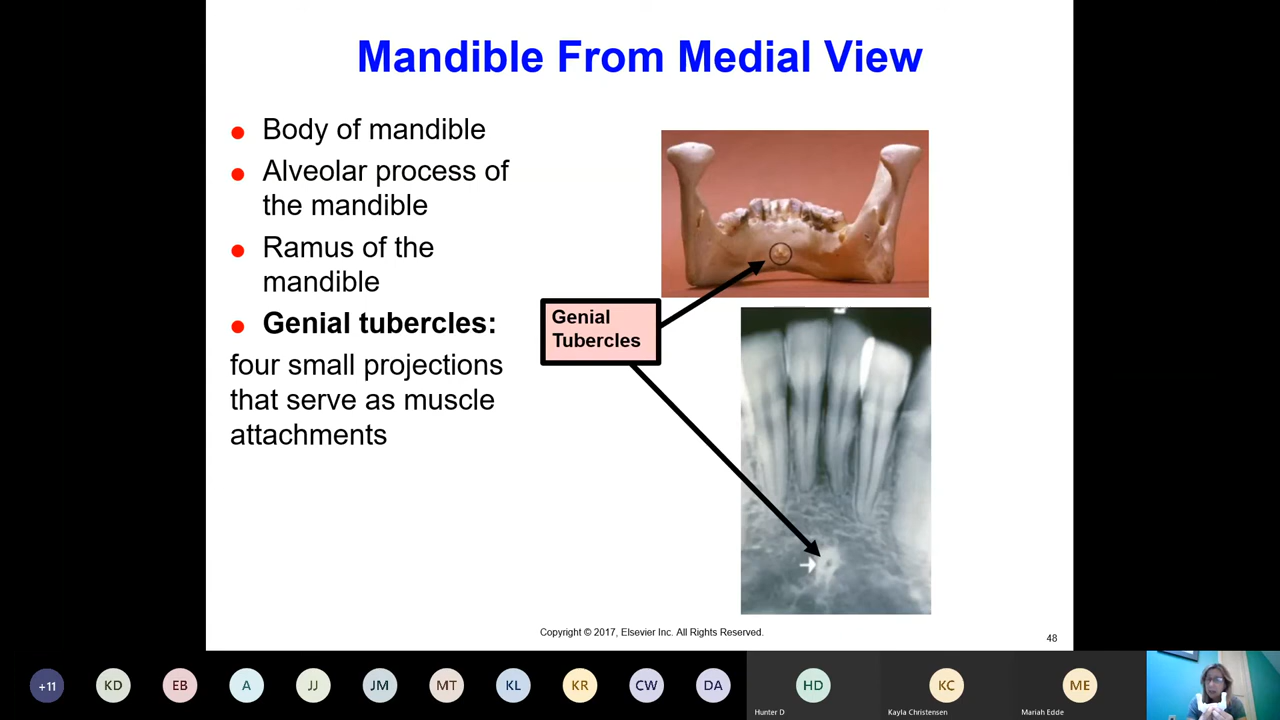 Mandible From Medial View
● Body of mandible
● Alveolar process of
the mandible
● Ramus of the
mandible
● Genial tubercles:
four small projections
that serve as muscle
attachments
Genial
Tubercles
Copyright © 2017, Elsevier Inc. All Rights Reserved.
48
+11
KD
EB
A
JJ
JM
MT
KL
KR
CW
DA
HD
KC
ME
Hunter D
Kayla Christensen
Mariah Edde